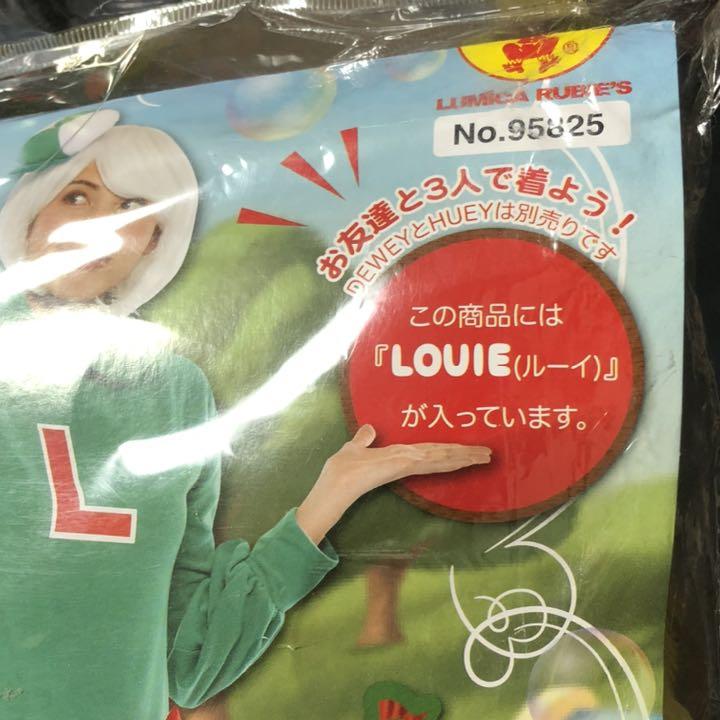 LUMICA RUBIE'S
No.95825
お友達と3人で着よう!
DEWEYとHUEYは別売りです
この商品には
『LOUIE(ルーイ)』
が入っています。
L